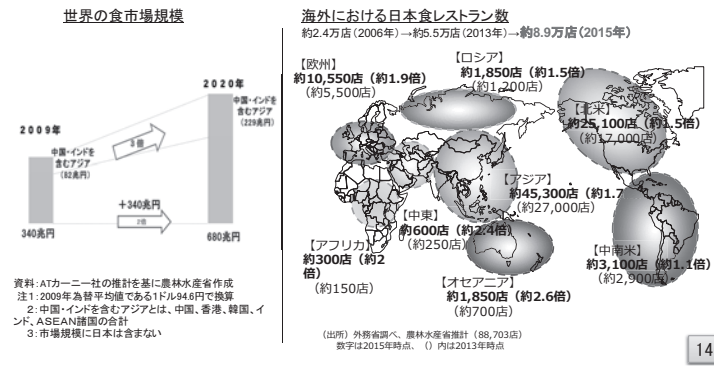 世界の食市場規模
2020年
中国・インドを
含むアジア
(229兆円)
2009年
3倍
中国・インドを
含むアジア
(82兆円)
+340兆円
2倍
340兆円
680兆円
資料:ATカーニー社の推計を基に農林水産省作成
注1:2009年為替平均値である1ドル94.6円で換算
2:中国・インドを含むアジアとは、中国、香港、韓国、イ
ンド、ASEAN諸国の合計
3:市場規模に日本は含まない
海外における日本食レストラン数
約2.4万店(2006年)→約5.5万店(2013年)→約8.9万店(2015年)
【欧州】
約10,550店(約1.9倍)
(約5,500店)
【ロシア】
約1,850店(約1.5倍)
(約1,200店)
【北米】
約25,100店(約1.5倍)
(約17,000店)
【アジア】
約45,300店(約1.7
(約27,000店)
【中東】
約600店(約2.4倍)
(約250店)
【アフリカ】
約300店(約2
倍)
(約150店)
【オセアニア】
約1,850店(約2.6倍)
(約700店)
【中南米】
約3,100店(約1.1倍)
(約2,900店)
(出所)外務省調べ、農林水産省推計(88,703店)
数字は2015年時点、()内は2013年時点
14